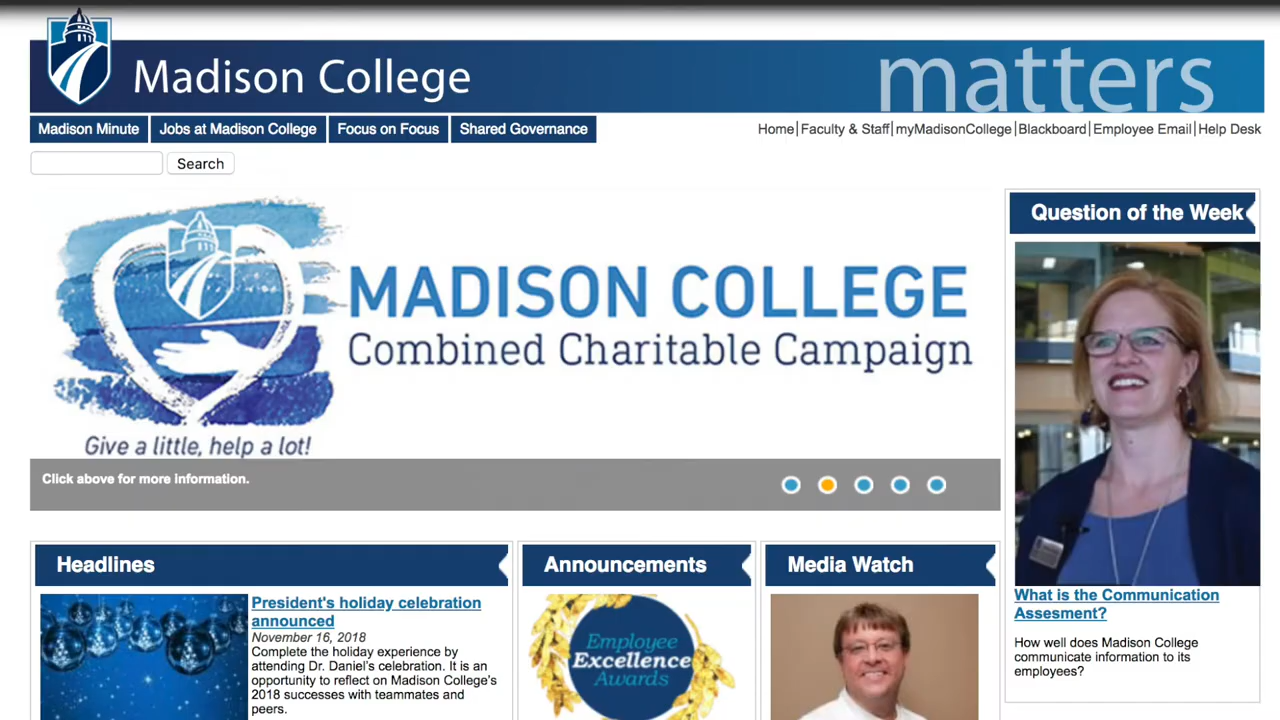 Madison College
matters
Madison Minute
Jobs at Madison College
Focus on Focus
Shared Governance
Home| Faculty & Staff| myMadisonCollege| Blackboard| Employee Email| Help Desk
Search
MADISON COLLEGE
Combined Charitable Campaign
Give a little, help a lot!
Click above for more information.
Question of the Week
What is the Communication
Assesment?
How well does Madison College
communicate information to its
employees?
Headlines
President's holiday celebration
announced
November 16, 2018
Complete the holiday experience by
attending Dr. Daniel's celebration. It is an
opportunity to reflect on Madison College's
2018 successes with teammates and
peers.
Announcements
Employee
Excellence
Awards
Media Watch